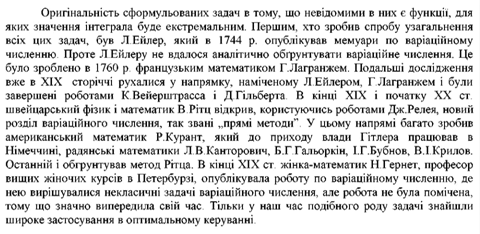 Оригінальність сформульованих задач в тому, що невідомими в них є функції, для
яких значення інтеграла буде екстремальним. Першим, хто зробив спробу узагальнення
всіх цих задач, був Л.Ейлер, який в 1744 р. опублікував мемуари по варіаційному
численню. Проте Л.Ейлеру не вдалося аналітично обґрунтувати варіаційне числення. Це
було зроблено в 1760 р. французьким математиком Г.Лагранжем. Подальші дослідження
вже в XIX сторіччі рухалися у напрямку, наміченому Л.Ейлером, Г.Лагранжем і були
завершені роботами К.Вейерштрасса і Д.Гільберта. В кінці XIX і початку XX ст.
швейцарський фізик і математик В Рітц відкрив, користуючись роботами Дж.Релея, новий
розділ варіаційного числення, так звані „прямі методи”. У цьому напрямі багато зробив
американський математик Р.Курант, який до приходу влади Гітлера працював в
Німеччині, радянські математики Л.В.Канторович, Б.Г.Гальоркін, І.Г.Бубнов, В.І.Крилов.
Останній і обґрунтував метод Рітца. В кінці XIX ст. жінка-математик Н.Гернет, професор
вищих жіночих курсів в Петербурзі, опублікувала роботу по варіаційному численню, де
нею вирішувалися некласичні задачі варіаційного числення, але робота не була помічена,
тому що значно випередила свій час. Тільки у наш час подібного роду задачі знайшли
широке застосування в оптимальному керуванні.